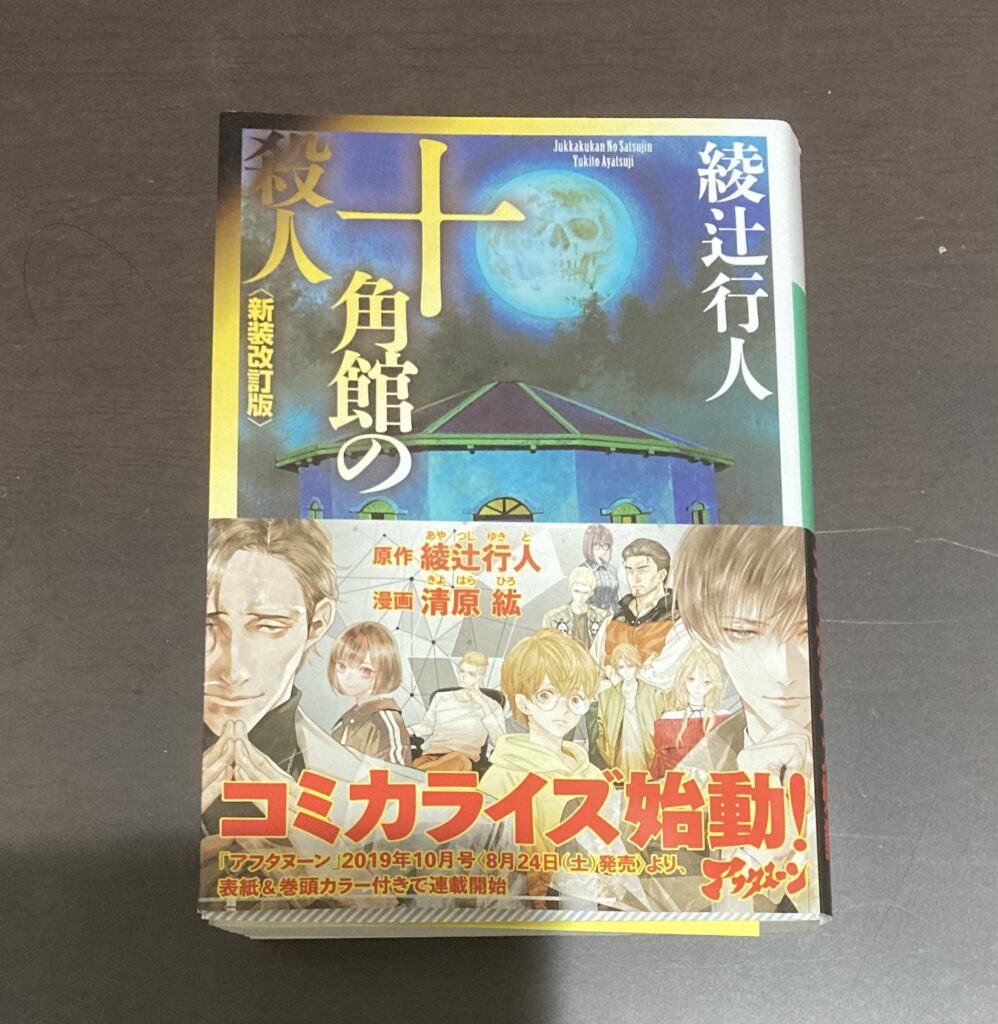 綾辻行人
Jukkakukan No Satsujin
Yukito Ayatsuji
十角館の
殺人
〈新装改訂版〉
あや つじ ゆき と
原作 綾辻行人
きよ はら ひろ
漫画 清原 紘
コミカライズ始動!
「アフタヌーン」2019年10月号〈8月24日(土)発売〉より、
表紙&巻頭カラー付きで連載開始
アフタヌーン